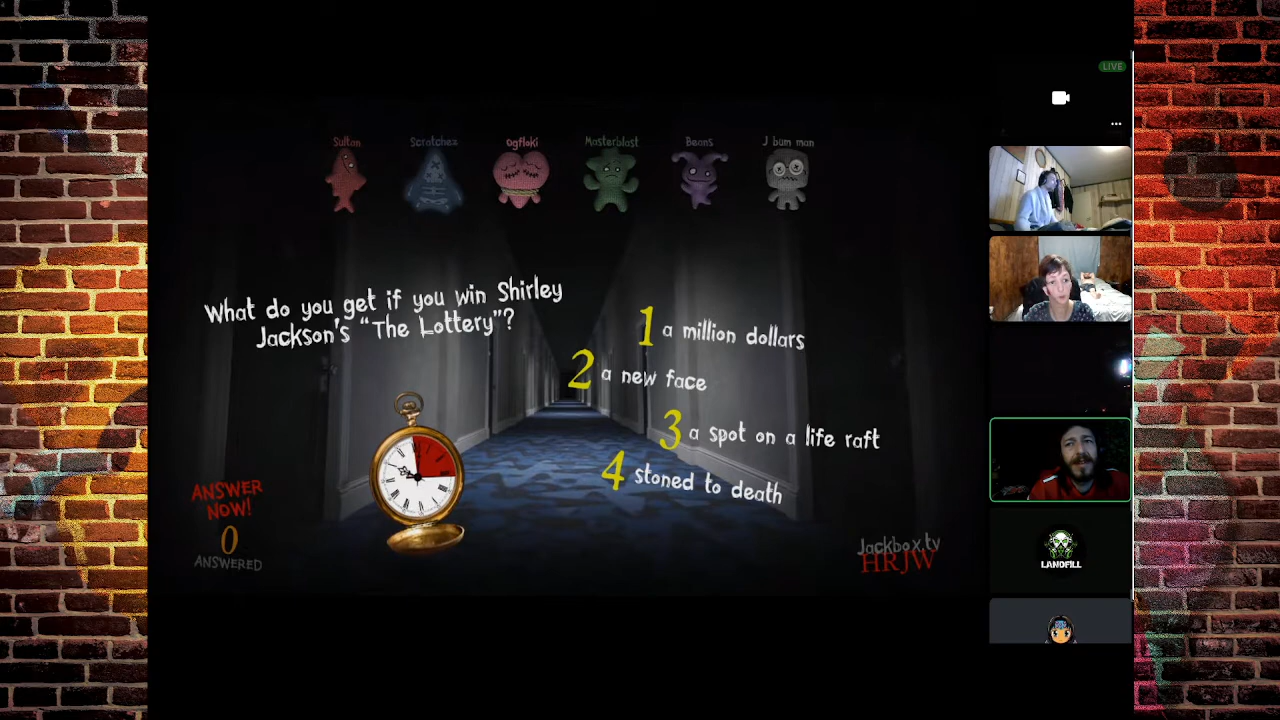 LIVE
Sultan
Scratchex
Ogfloki
Masterblast
Beans
J bum man
What do you get if you win Shirley
Jackson's "The Lottery"?
1 a million dollars
2 a new face
3 a spot on a life raft
4 stoned to death
ANSWER
NOW!
0
ANSWERED
Jackbox.tv
HRJW
LANDFILL